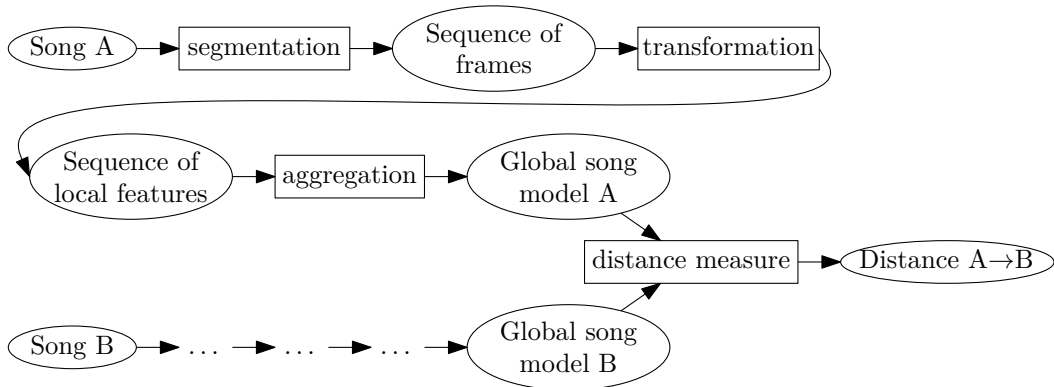 Song A
segmentation
Sequence of
frames
transformation
Sequence of
local features
aggregation
Global song
model A
distance measure
Distance A→B
Song B
...
...
...
Global song
model B